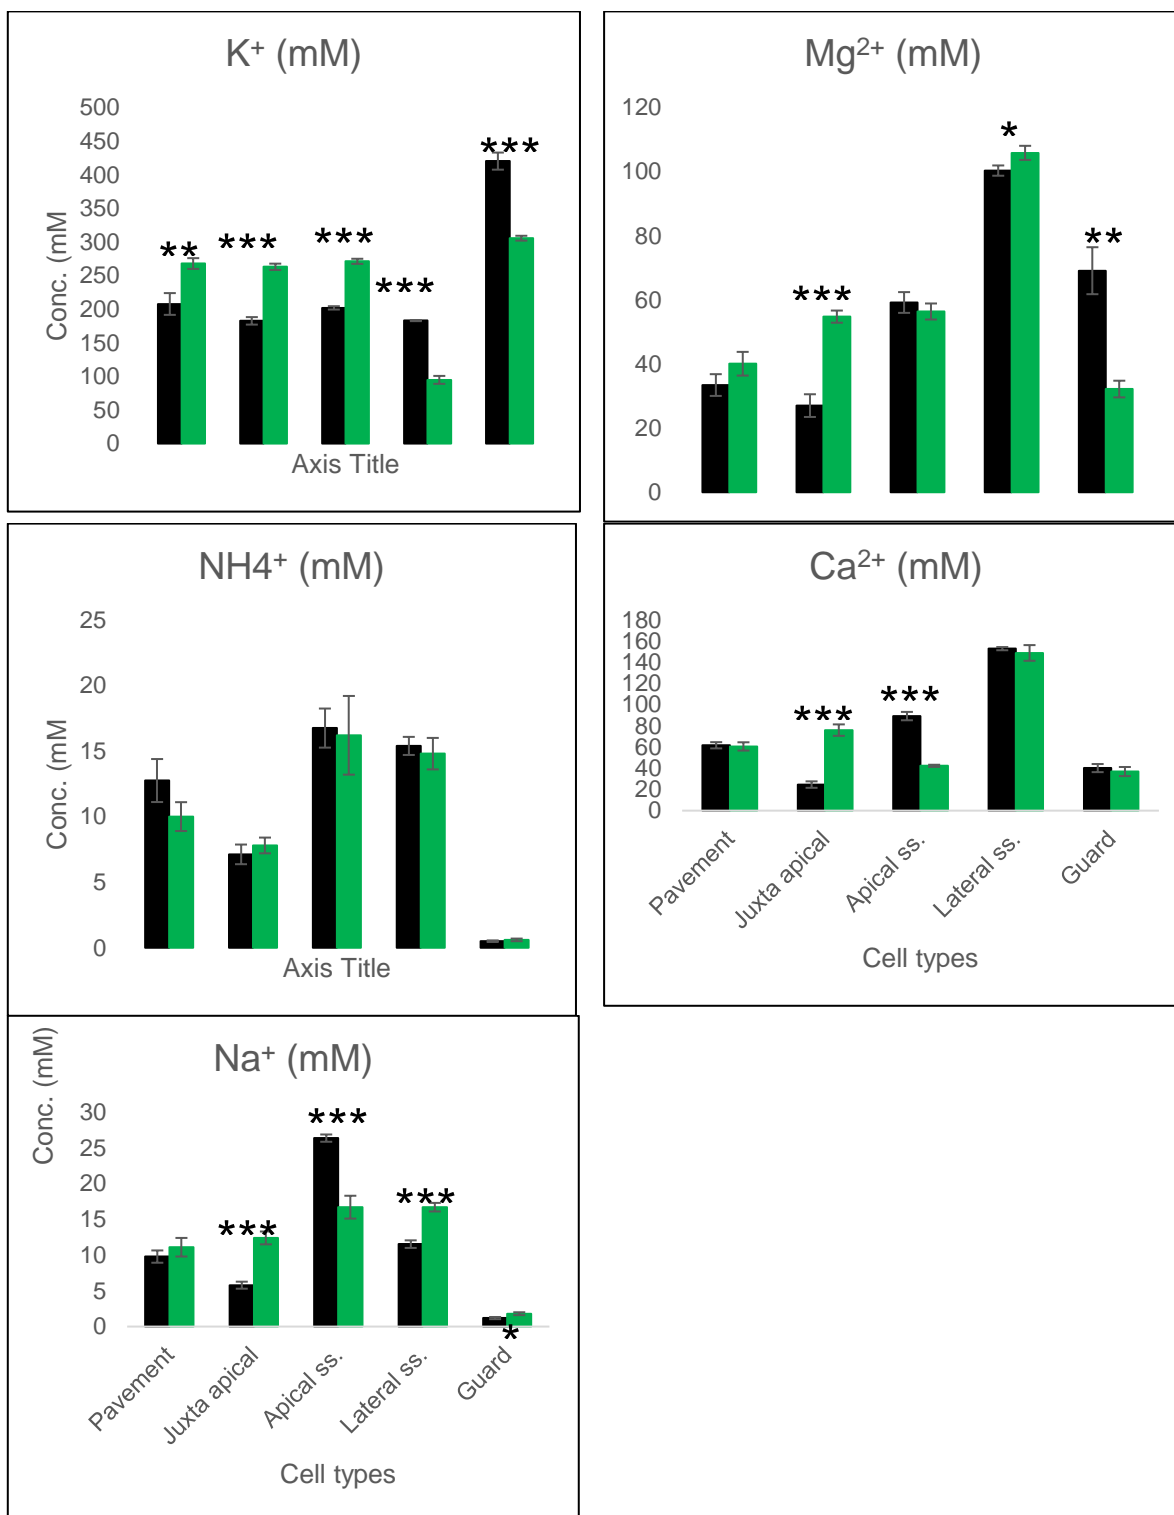 K⁺ (mM)
500
450
400
350
300
250
200
150
100
50
0
Conc. (mM
** *** *** *** ***
Axis Title
Mg²⁺ (mM)
120
100
80
60
40
20
0
*** * **
NH4⁺ (mM)
25
20
15
10
5
0
Conc. (mM
Axis Title
Ca²⁺ (mM)
180
160
140
120
100
80
60
40
20
0
*** ***
Pavement
Juxta apical
Apical ss.
Lateral ss.
Guard
Cell types
Na⁺ (mM)
Conc. (mM)
30
25
20
15
10
5
0
*** *** *** *
Pavement
Juxta apical
Apical ss.
Lateral ss.
Guard
Cell types